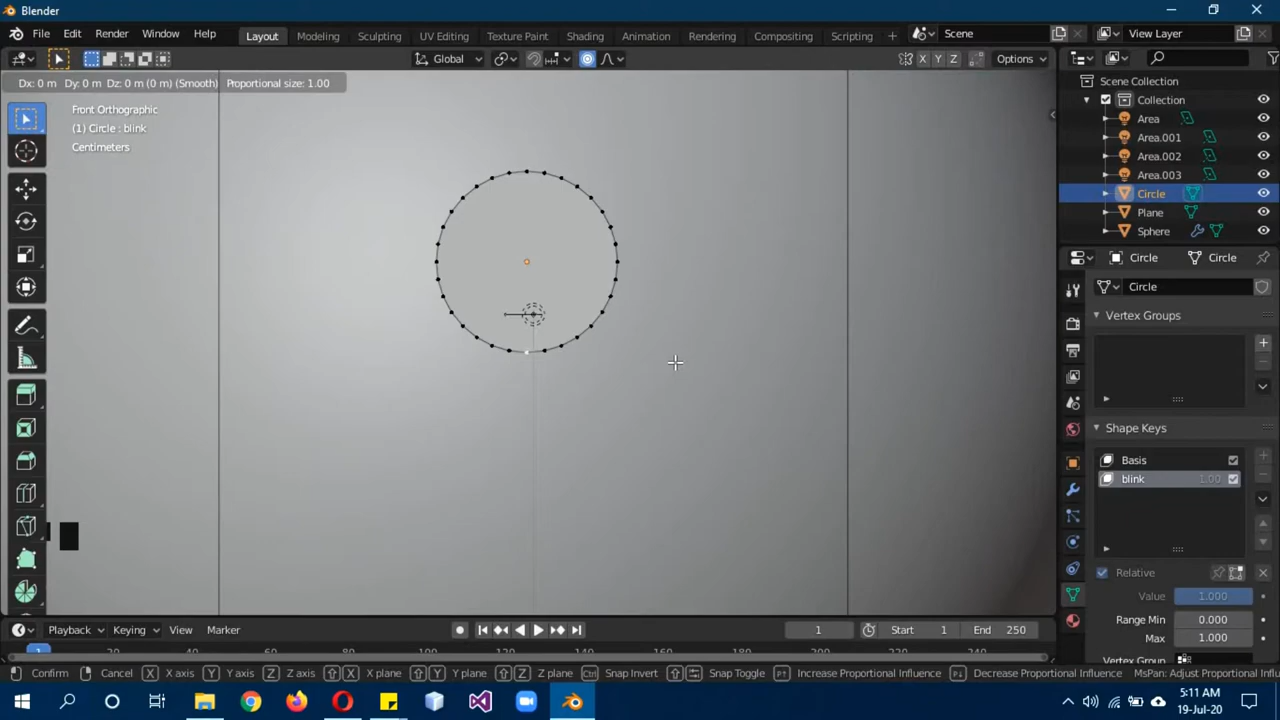 Blender
File Edit Render Window Help Layout Modeling Sculpting UV Editing Texture Paint Shading Animation Rendering Compositing Scripting Scene View Layer
Global X Y Z Options
Dx: 0 m Dy: 0 m Dz: 0 m (0 m) (Smooth) Proportional size: 1.00
Front Orthographic
(1) Circle : blink
Centimeters
Scene Collection
Collection
Area
Area.001
Area.002
Area.003
Circle
Plane
Sphere
Circle Circle
Circle
Vertex Groups
Shape Keys
Basis
blink 1.00
Relative
Value 1.000
Range Min 0.000
Max 1.000
Vertex Group
Playback Keying View Marker 1 Start 1 End 250
1 20 40 60 80 100 120 140 160 180 200 220 240
Confirm Cancel X X axis Y Y axis Z Z axis X X plane Y Y plane Z Z plane Ctrl Snap Invert Snap Toggle Increase Proportional Influence Decrease Proportional Influence MsPan: Adjust Proportional Infl
5:11 AM
19-Jul-20